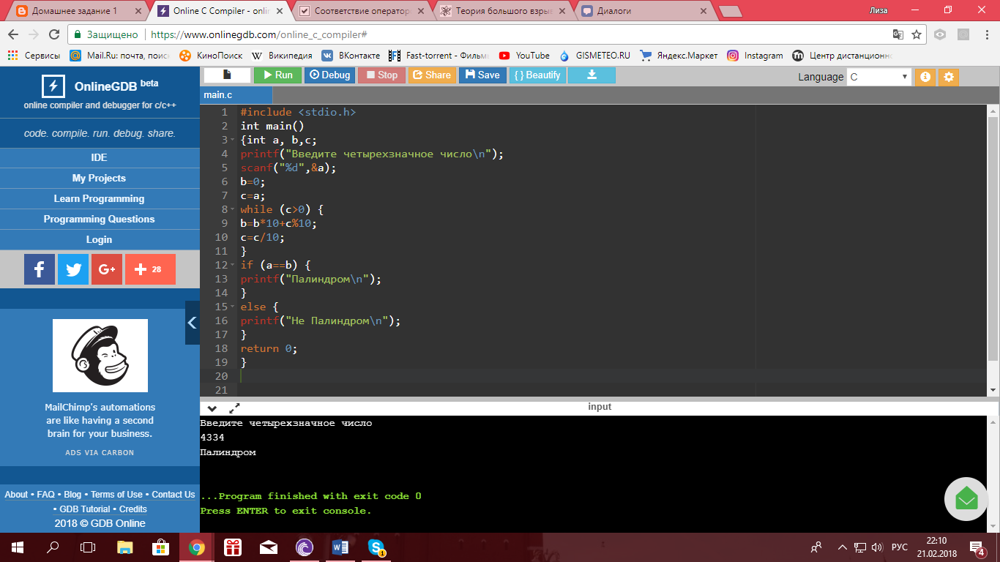 Домашнее задание 1
Online C Compiler - onlin
Соответствие оператор
Теория большого взрыв
Диалоги
Лиза
Защищено
https://www.onlinegdb.com/online_c_compiler#
Сервисы
Mail.Ru: почта, поиск
КиноПоиск
W Википедия
ВКонтакте
Fast-torrent - Фильмы
YouTube
GISMETEO.RU
Яндекс.Маркет
Instagram
Центр дистанционно
OnlineGDB beta
online compiler and debugger for c/c++
code. compile. run. debug. share.
IDE
My Projects
Learn Programming
Programming Questions
Login
28
MailChimp's automations
are like having a second
brain for your business.
ADS VIA CARBON
About • FAQ • Blog • Terms of Use • Contact Us
• GDB Tutorial • Credits
2018 © GDB Online
Run
Debug
Stop
Share
Save
{ } Beautify
Language C
main.c
1 #include <stdio.h>
2 int main()
3 {int a, b,c;
4 printf("Введите четырехзначное число\n");
5 scanf("%d",&a);
6 b=0;
7 c=a;
8 while (c>0) {
9 b=b*10+c%10;
10 c=c/10;
11 }
12 if (a==b) {
13 printf("Палиндром\n");
14 }
15 else {
16 printf("Не Палиндром\n");
17 }
18 return 0;
19 }
20
21
input
Введите четырехзначное число
4334
Палиндром
...Program finished with exit code 0
Press ENTER to exit console.
РУС
22:10
21.02.2018
4
1